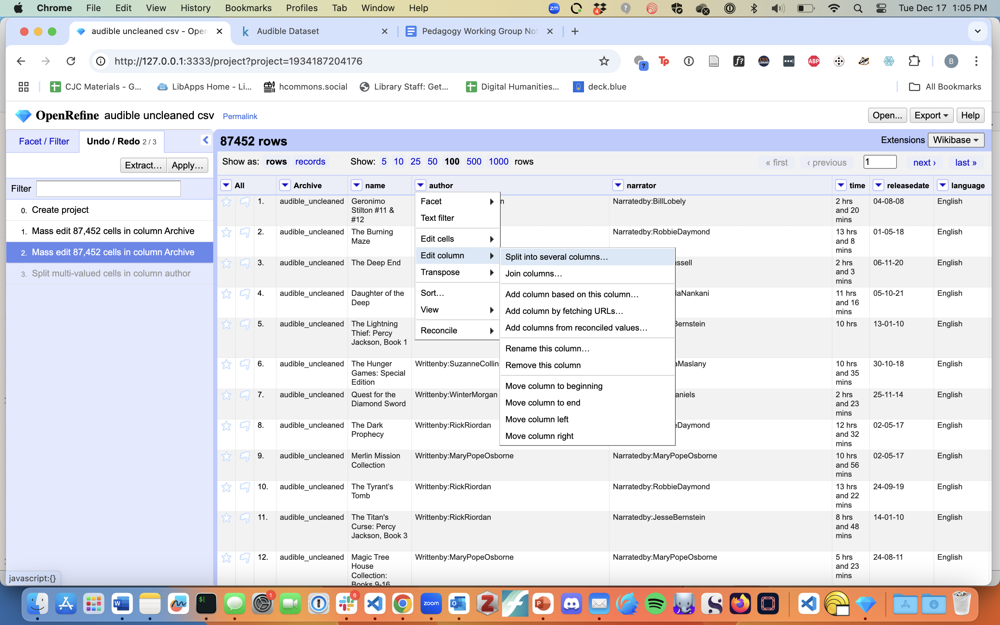 Chrome File Edit View History Bookmarks Profiles Tab Window Help zm 4 Tue Dec 17 1:05 PM
audible uncleaned csv - Open Audible Dataset Pedagogy Working Group Not
http://127.0.0.1:3333/project?project=1934187204176
CJC Materials - G... LibApps Home - Li... hcommons.social Library Staff: Get... Digital Humanities... deck.blue All Bookmarks
OpenRefine audible uncleaned csv Permalink Open... Export Help
Facet / Filter Undo / Redo 2 / 3 87452 rows Extensions Wikibase
Extract... Apply... Show as: rows records Show: 5 10 25 50 100 500 1000 rows « first ‹ previous 1 next › last »
Filter All Archive name author narrator time releasedate language
0. Create project
1. Mass edit 87,452 cells in column Archive
2. Mass edit 87,452 cells in column Archive
3. Split multi-valued cells in column author
1. audible_uncleaned Geronimo Stilton #11 & #12 n Narratedby:BillLobely 2 hrs and 20 mins 04-08-08 English
2. audible_uncleaned The Burning Maze Narratedby:RobbieDaymond 13 hrs and 8 mins 01-05-18 English
3. audible_uncleaned The Deep End ussell 2 hrs and 3 mins 06-11-20 English
4. audible_uncleaned Daughter of the Deep laNankani 11 hrs and 16 mins 05-10-21 English
5. audible_uncleaned The Lightning Thief: Percy Jackson, Book 1 Bernstein 10 hrs 13-01-10 English
6. audible_uncleaned The Hunger Games: Special Edition Writtenby:SuzanneCollin aMaslany 10 hrs and 35 mins 30-10-18 English
7. audible_uncleaned Quest for the Diamond Sword Writtenby:WinterMorgan aniels 2 hrs and 23 mins 25-11-14 English
8. audible_uncleaned The Dark Prophecy Writtenby:RickRiordan eDaymond 12 hrs and 32 mins 02-05-17 English
9. audible_uncleaned Merlin Mission Collection Writtenby:MaryPopeOsborne Narratedby:MaryPopeOsborne 10 hrs and 56 mins 02-05-17 English
10. audible_uncleaned The Tyrant’s Tomb Writtenby:RickRiordan Narratedby:RobbieDaymond 13 hrs and 22 mins 24-09-19 English
11. audible_uncleaned The Titan's Curse: Percy Jackson, Book 3 Writtenby:RickRiordan Narratedby:JesseBernstein 8 hrs and 48 mins 14-01-10 English
12. audible_uncleaned Magic Tree House Collection: Books 9-16 Writtenby:MaryPopeOsborne Narratedby:MaryPopeOsborne 5 hrs and 23 mins 24-08-11 English
Facet
Text filter
Edit cells
Edit column
Transpose
Sort...
View
Reconcile
Split into several columns...
Join columns...
Add column based on this column...
Add column by fetching URLs...
Add columns from reconciled values...
Rename this column...
Remove this column
Move column to beginning
Move column to end
Move column left
Move column right
javascript:{}
1 6 zoom